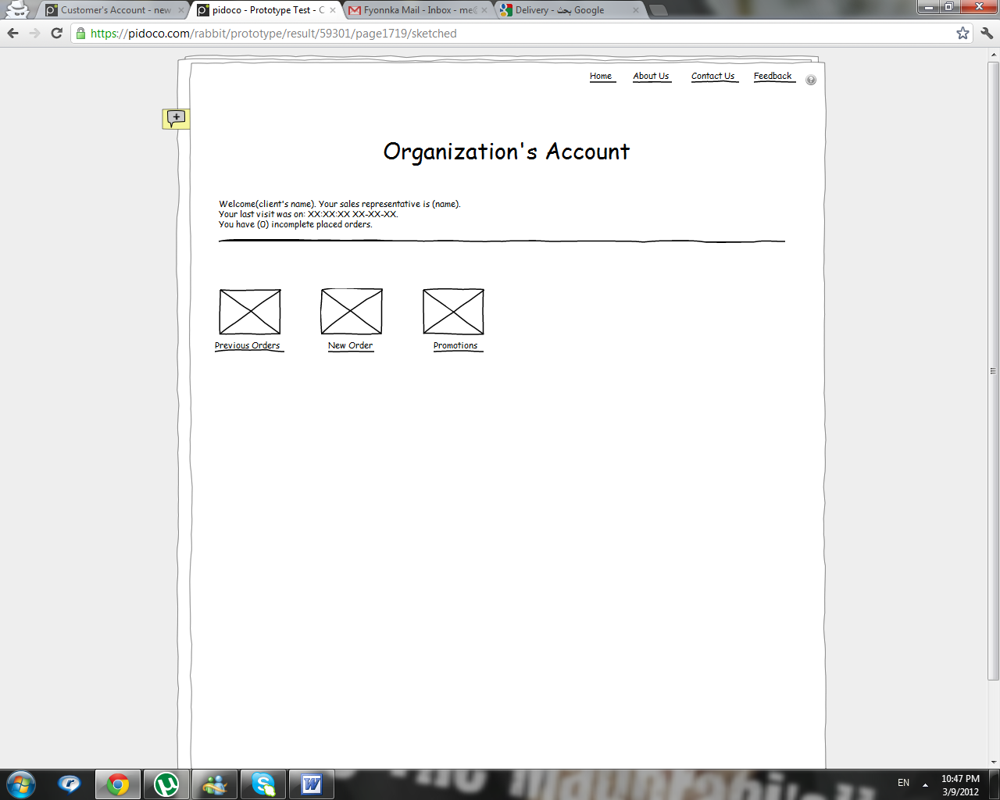 Customer's Account - new
pidoco - Prototype Test - C
Fyonnka Mail - Inbox - me@
Delivery - بحث Google
https://pidoco.com/rabbit/prototype/result/59301/page1719/sketched
Home About Us Contact Us Feedback
Organization's Account
Welcome(client's name). Your sales representative is (name).
Your last visit was on: XX:XX:XX XX-XX-XX.
You have (0) incomplete placed orders.
Previous Orders New Order Promotions
EN
10:47 PM
3/9/2012